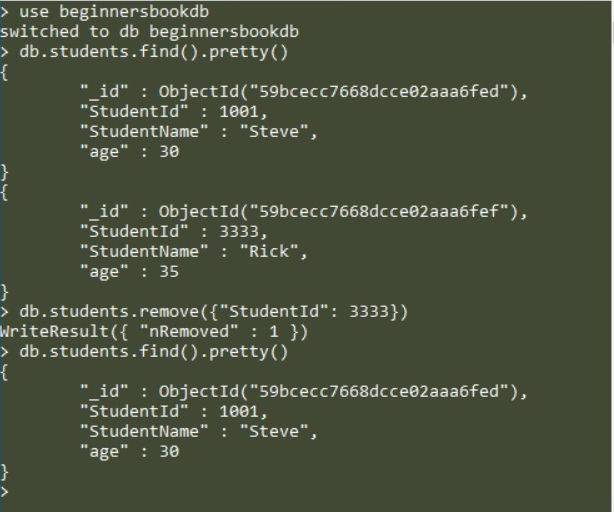 > use beginnersbookdb
switched to db beginnersbookdb
> db.students.find().pretty()
{
        "_id" : ObjectId("59bcecc7668dcce02aaa6fed"),
        "StudentId" : 1001,
        "StudentName" : "Steve",
        "age" : 30
}
{
        "_id" : ObjectId("59bcecc7668dcce02aaa6fef"),
        "StudentId" : 3333,
        "StudentName" : "Rick",
        "age" : 35
}
> db.students.remove({"StudentId": 3333})
WriteResult({ "nRemoved" : 1 })
> db.students.find().pretty()
{
        "_id" : ObjectId("59bcecc7668dcce02aaa6fed"),
        "StudentId" : 1001,
        "StudentName" : "Steve",
        "age" : 30
}
>